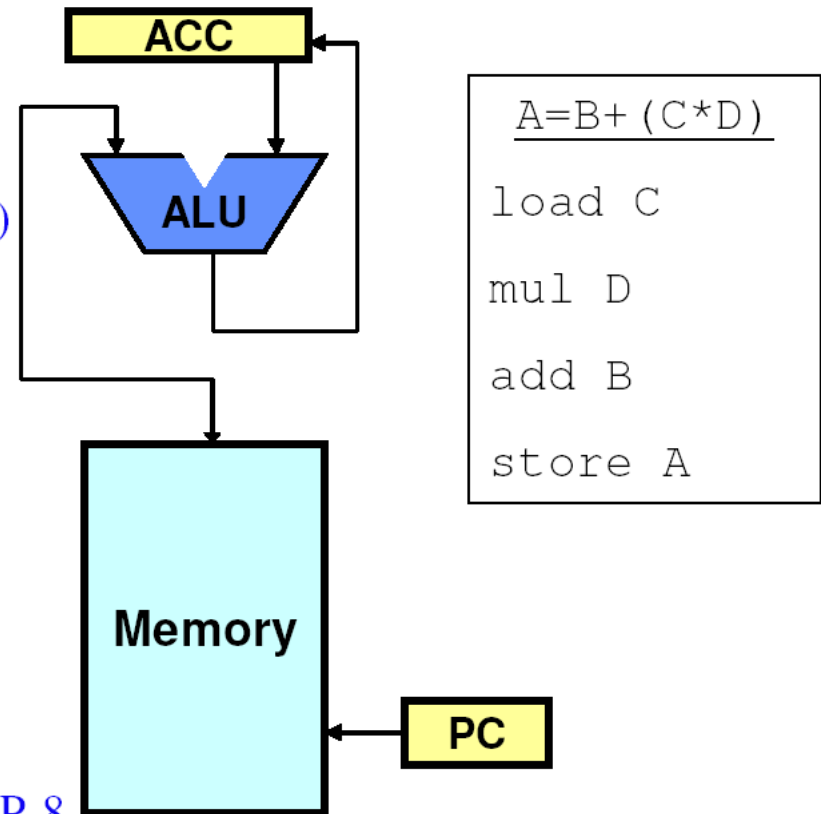 ACC
A=B+(C*D)
load C
)
ALU
mul D
add B
store A
Memory
PC